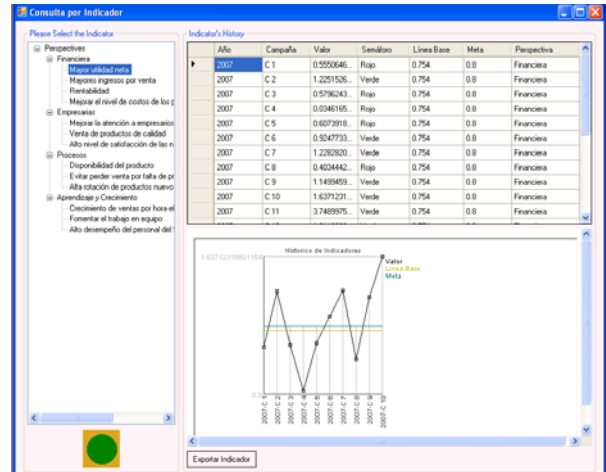 Consulta por Indicador
Please Select the Indicator
Perspectives
Financiera
Mayor utilidad neta
Mayores ingresos por venta
Rentabilidad
Mejorar el nivel de costos de los p
Empresarias
Mejorar la atención a empresarios
Venta de productos de calidad
Alto nivel de satisfacción de las n
Procesos
Disponibilidad del producto
Evitar perder venta por falta de pr
Alta rotación de productos nuevo
Aprendizaje y Crecimiento
Crecimiento de ventas por hora el
Fomentar el trabajo en equipo
Alto desempeño del personal del
Indicator's History
Año Campaña Valor Semáforo Línea Base Meta Perspectiva
2007 C 1 0.5550646... Rojo 0.754 0.8 Financiera
2007 C 2 1.2251526... Verde 0.754 0.8 Financiera
2007 C 3 0.5796243... Rojo 0.754 0.8 Financiera
2007 C 4 0.0346165... Rojo 0.754 0.8 Financiera
2007 C 5 0.6073918... Rojo 0.754 0.8 Financiera
2007 C 6 0.9247733... Verde 0.754 0.8 Financiera
2007 C 7 1.2282820... Verde 0.754 0.8 Financiera
2007 C 8 0.4034442... Rojo 0.754 0.8 Financiera
2007 C 9 1.1499459... Verde 0.754 0.8 Financiera
2007 C 10 1.6371231... Verde 0.754 0.8 Financiera
2007 C 11 3.7489975... Verde 0.754 0.8 Financiera
Historico de Indicadores
Valor
Linea Base
Meta
0.0
2007-C 1
2007-C 2
2007-C 3
2007-C 4
2007-C 5
2007-C 6
2007-C 7
2007-C 8
2007-C 9
2007-C 10
Exportar Indicador